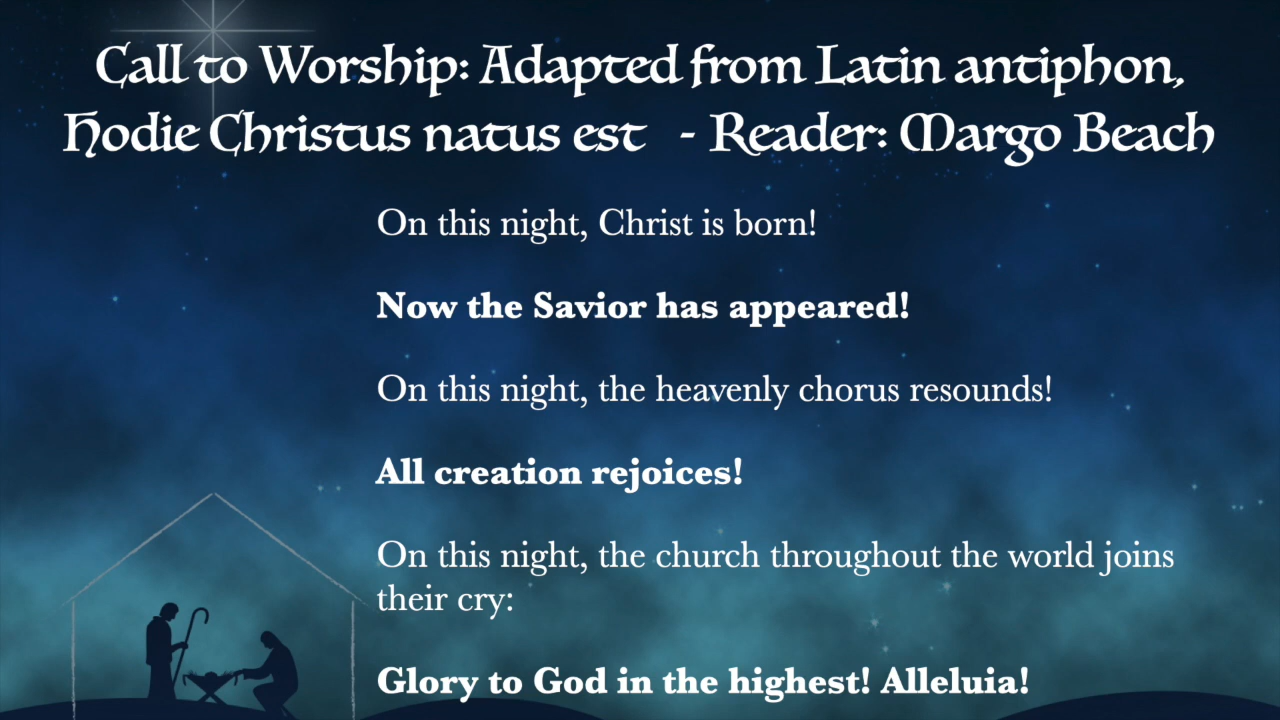 Call to Worship: Adapted from Latin antiphon,
Hodie Christus natus est - Reader: Margo Beach
On this night, Christ is born!
Now the Savior has appeared!
On this night, the heavenly chorus resounds!
All creation rejoices!
On this night, the church throughout the world joins
their cry:
Glory to God in the highest! Alleluia!